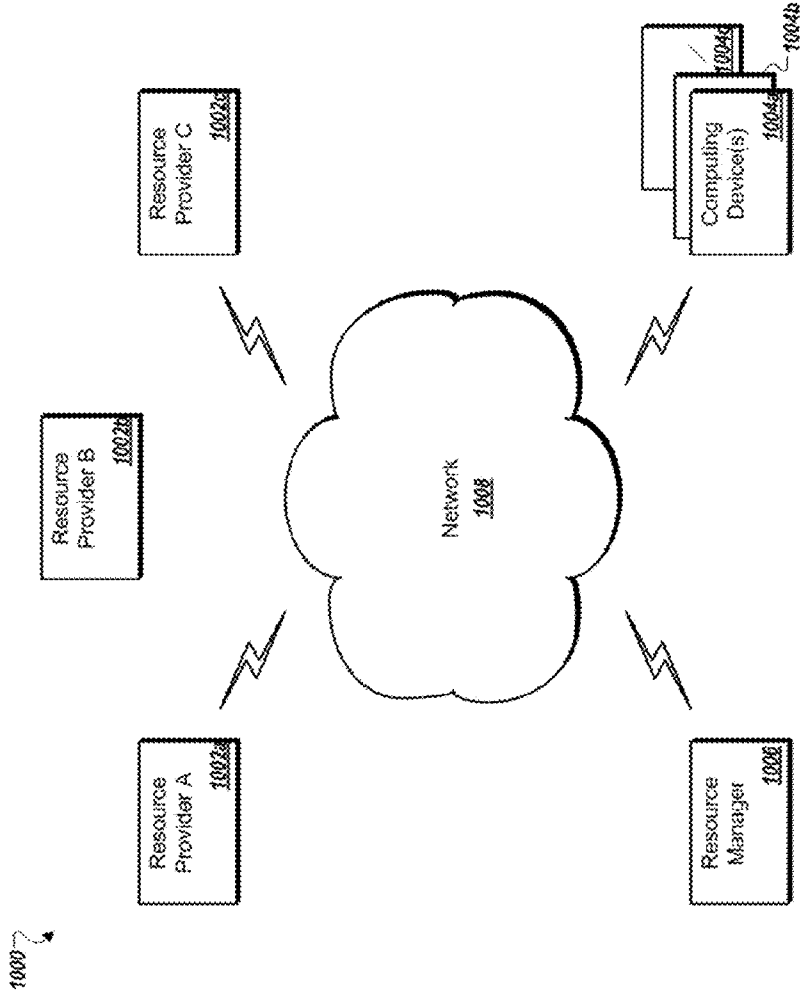 1000
Resource
Provider B
1002b
Resource
Provider A
1002a
Resource
Provider C
1002c
Network
1008
Resource
Manager
1006
Computing
Device(s)
1004a
1004b
1004c